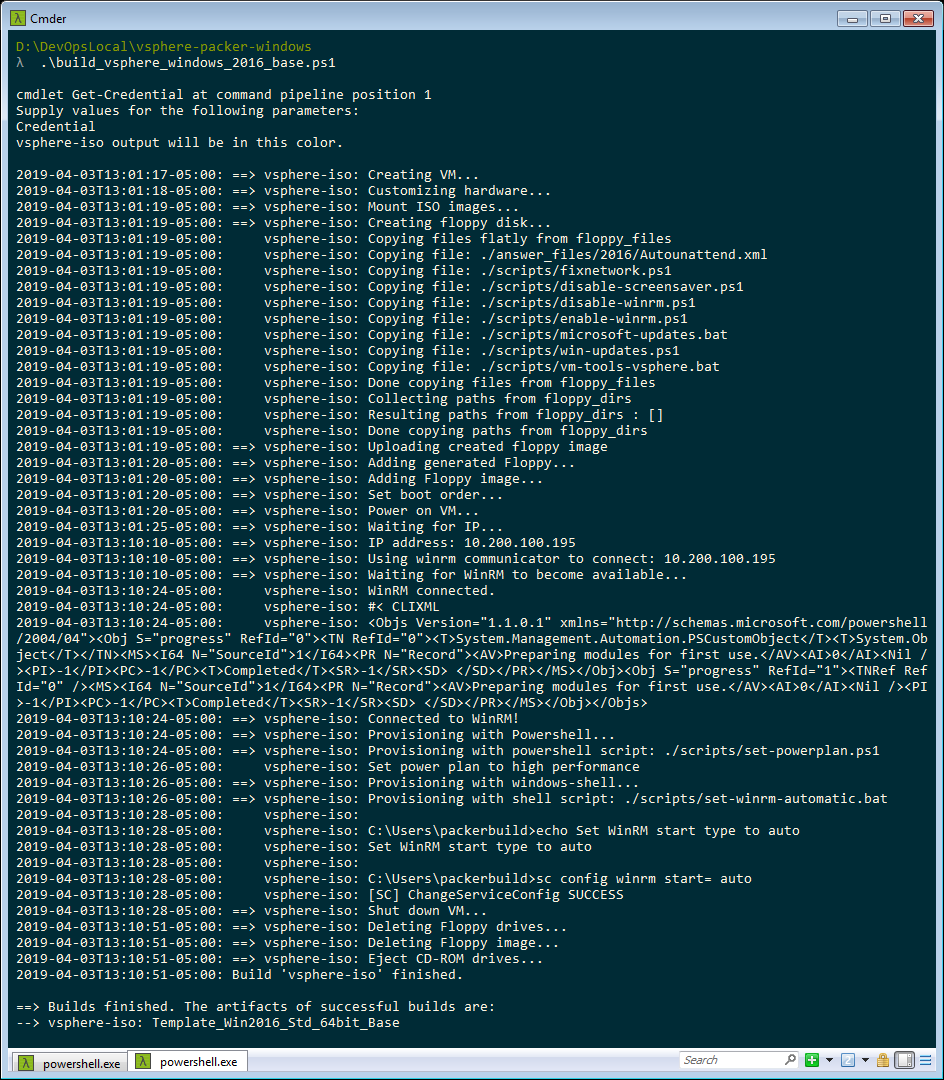 Cmder
D:\DevOpsLocal\vsphere-packer-windows
λ  .\build_vsphere_windows_2016_base.ps1
cmdlet Get-Credential at command pipeline position 1
Supply values for the following parameters:
Credential
vsphere-iso output will be in this color.
2019-04-03T13:01:17-05:00: ==> vsphere-iso: Creating VM...
2019-04-03T13:01:18-05:00: ==> vsphere-iso: Customizing hardware...
2019-04-03T13:01:19-05:00: ==> vsphere-iso: Mount ISO images...
2019-04-03T13:01:19-05:00: ==> vsphere-iso: Creating floppy disk...
2019-04-03T13:01:19-05:00:     vsphere-iso: Copying files flatly from floppy_files
2019-04-03T13:01:19-05:00:     vsphere-iso: Copying file: ./answer_files/2016/Autounattend.xml
2019-04-03T13:01:19-05:00:     vsphere-iso: Copying file: ./scripts/fixnetwork.ps1
2019-04-03T13:01:19-05:00:     vsphere-iso: Copying file: ./scripts/disable-screensaver.ps1
2019-04-03T13:01:19-05:00:     vsphere-iso: Copying file: ./scripts/disable-winrm.ps1
2019-04-03T13:01:19-05:00:     vsphere-iso: Copying file: ./scripts/enable-winrm.ps1
2019-04-03T13:01:19-05:00:     vsphere-iso: Copying file: ./scripts/microsoft-updates.bat
2019-04-03T13:01:19-05:00:     vsphere-iso: Copying file: ./scripts/win-updates.ps1
2019-04-03T13:01:19-05:00:     vsphere-iso: Copying file: ./scripts/vm-tools-vsphere.bat
2019-04-03T13:01:19-05:00:     vsphere-iso: Done copying files from floppy_files
2019-04-03T13:01:19-05:00:     vsphere-iso: Collecting paths from floppy_dirs
2019-04-03T13:01:19-05:00:     vsphere-iso: Resulting paths from floppy_dirs : []
2019-04-03T13:01:19-05:00:     vsphere-iso: Done copying paths from floppy_dirs
2019-04-03T13:01:19-05:00: ==> vsphere-iso: Uploading created floppy image
2019-04-03T13:01:20-05:00: ==> vsphere-iso: Adding generated Floppy...
2019-04-03T13:01:20-05:00: ==> vsphere-iso: Adding Floppy image...
2019-04-03T13:01:20-05:00: ==> vsphere-iso: Set boot order...
2019-04-03T13:01:20-05:00: ==> vsphere-iso: Power on VM...
2019-04-03T13:01:25-05:00: ==> vsphere-iso: Waiting for IP...
2019-04-03T13:10:10-05:00: ==> vsphere-iso: IP address: 10.200.100.195
2019-04-03T13:10:10-05:00: ==> vsphere-iso: Using winrm communicator to connect: 10.200.100.195
2019-04-03T13:10:10-05:00: ==> vsphere-iso: Waiting for WinRM to become available...
2019-04-03T13:10:24-05:00:     vsphere-iso: WinRM connected.
2019-04-03T13:10:24-05:00:     vsphere-iso: #< CLIXML
2019-04-03T13:10:24-05:00:     vsphere-iso: <Objs Version="1.1.0.1" xmlns="http://schemas.microsoft.com/powershell
/2004/04"><Obj S="progress" RefId="0"><TN RefId="0"><T>System.Management.Automation.PSCustomObject</T><T>System.Ob
ject</T></TN><MS><I64 N="SourceId">1</I64><PR N="Record"><AV>Preparing modules for first use.</AV><AI>0</AI><Nil /
><PI>-1</PI><PC>-1</PC><T>Completed</T><SR>-1</SR><SD> </SD></PR></MS></Obj><Obj S="progress" RefId="1"><TNRef Ref
Id="0" /><MS><I64 N="SourceId">1</I64><PR N="Record"><AV>Preparing modules for first use.</AV><AI>0</AI><Nil /><PI
>-1</PI><PC>-1</PC><T>Completed</T><SR>-1</SR><SD> </SD></PR></MS></Obj></Objs>
2019-04-03T13:10:24-05:00: ==> vsphere-iso: Connected to WinRM!
2019-04-03T13:10:24-05:00: ==> vsphere-iso: Provisioning with Powershell...
2019-04-03T13:10:24-05:00: ==> vsphere-iso: Provisioning with powershell script: ./scripts/set-powerplan.ps1
2019-04-03T13:10:26-05:00:     vsphere-iso: Set power plan to high performance
2019-04-03T13:10:26-05:00: ==> vsphere-iso: Provisioning with windows-shell...
2019-04-03T13:10:26-05:00: ==> vsphere-iso: Provisioning with shell script: ./scripts/set-winrm-automatic.bat
2019-04-03T13:10:28-05:00:     vsphere-iso:
2019-04-03T13:10:28-05:00:     vsphere-iso: C:\Users\packerbuild>echo Set WinRM start type to auto
2019-04-03T13:10:28-05:00:     vsphere-iso: Set WinRM start type to auto
2019-04-03T13:10:28-05:00:     vsphere-iso:
2019-04-03T13:10:28-05:00:     vsphere-iso: C:\Users\packerbuild>sc config winrm start= auto
2019-04-03T13:10:28-05:00:     vsphere-iso: [SC] ChangeServiceConfig SUCCESS
2019-04-03T13:10:28-05:00: ==> vsphere-iso: Shut down VM...
2019-04-03T13:10:51-05:00: ==> vsphere-iso: Deleting Floppy drives...
2019-04-03T13:10:51-05:00: ==> vsphere-iso: Deleting Floppy image...
2019-04-03T13:10:51-05:00: ==> vsphere-iso: Eject CD-ROM drives...
2019-04-03T13:10:51-05:00: Build 'vsphere-iso' finished.
==> Builds finished. The artifacts of successful builds are:
--> vsphere-iso: Template_Win2016_Std_64bit_Base
powershell.exe
powershell.exe
Search